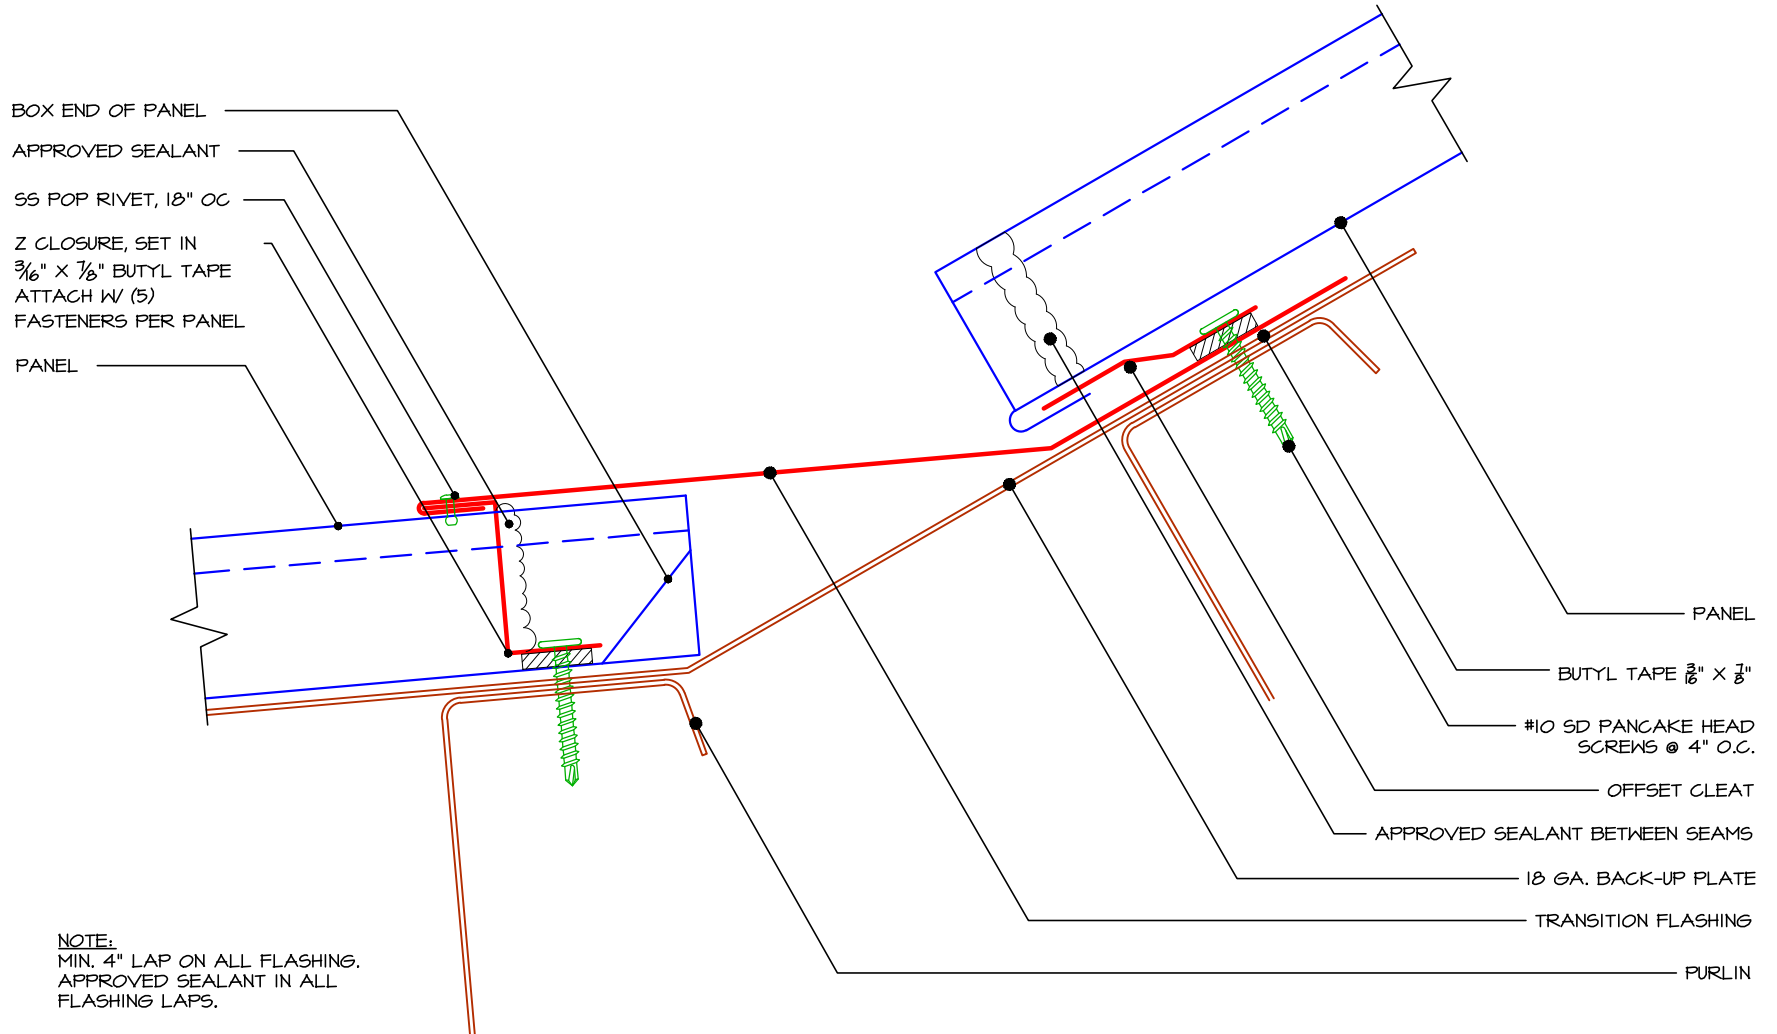 BOX END OF PANEL
APPROVED SEALANT
SS POP RIVET, 18" OC
Z CLOSURE, SET IN
3/16" X 7/8" BUTYL TAPE
ATTACH W/ (5)
FASTENERS PER PANEL
PANEL
PANEL
BUTYL TAPE 3/16" X 7/8"
#10 SD PANCAKE HEAD
SCREWS @ 4" O.C.
OFFSET CLEAT
APPROVED SEALANT BETWEEN SEAMS
18 GA. BACK-UP PLATE
TRANSITION FLASHING
PURLIN
NOTE:
MIN. 4" LAP ON ALL FLASHING.
APPROVED SEALANT IN ALL
FLASHING LAPS.